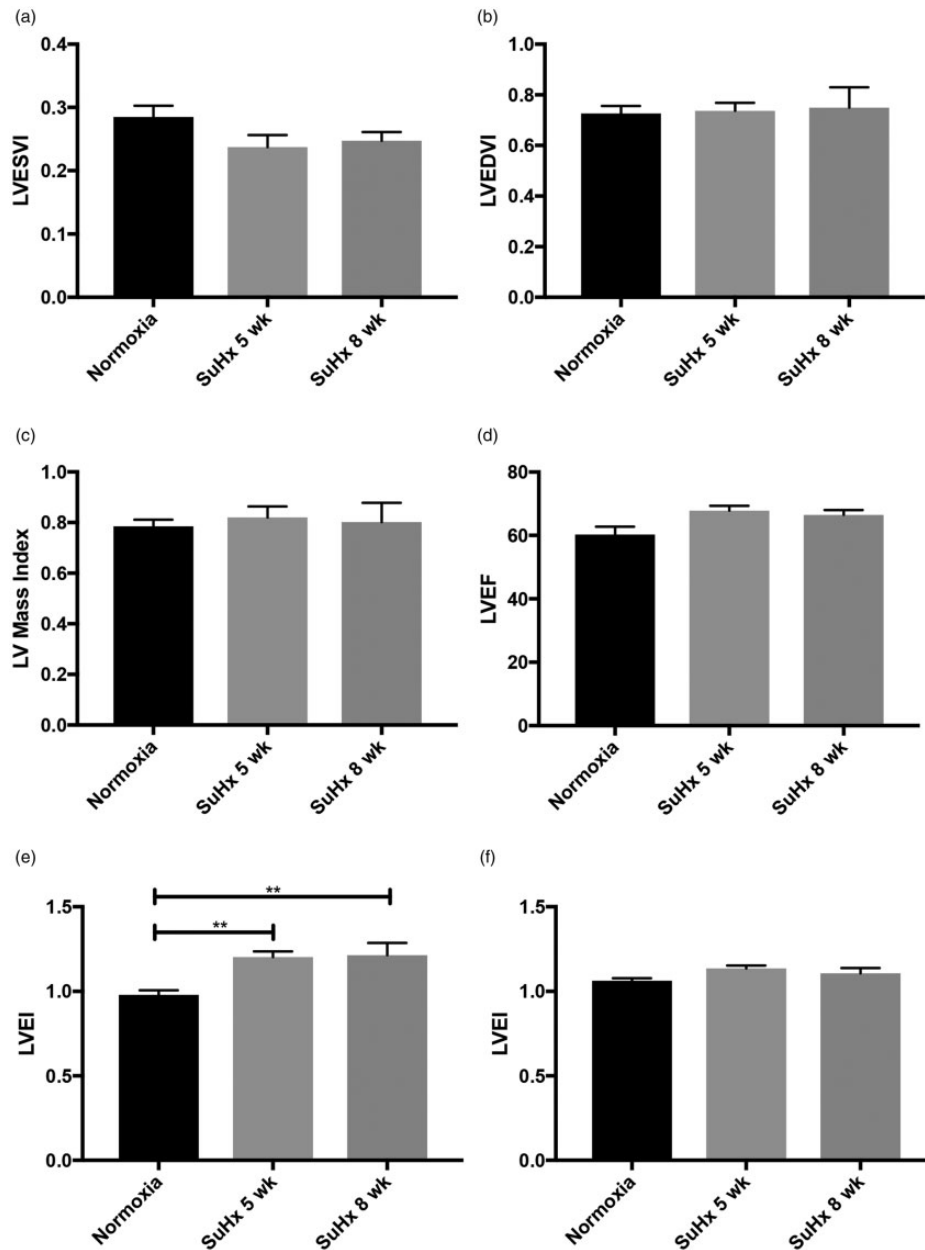 (a)
LVESVI
0.4
0.3
0.2
0.1
0.0
Normoxia
SuHx 5 wk
SuHx 8 wk
(b)
LVEDVI
1.0
0.8
0.6
0.4
0.2
0.0
Normoxia
SuHx 5 wk
SuHx 8 wk
(c)
LV Mass Index
1.0
0.8
0.6
0.4
0.2
0.0
Normoxia
SuHx 5 wk
SuHx 8 wk
(d)
LVEF
80
60
40
20
0
Normoxia
SuHx 5 wk
SuHx 8 wk
(e)
LVEI
1.5
1.0
0.5
0.0
**
**
Normoxia
SuHx 5 wk
SuHx 8 wk
(f)
LVEI
1.5
1.0
0.5
0.0
Normoxia
SuHx 5 wk
SuHx 8 wk